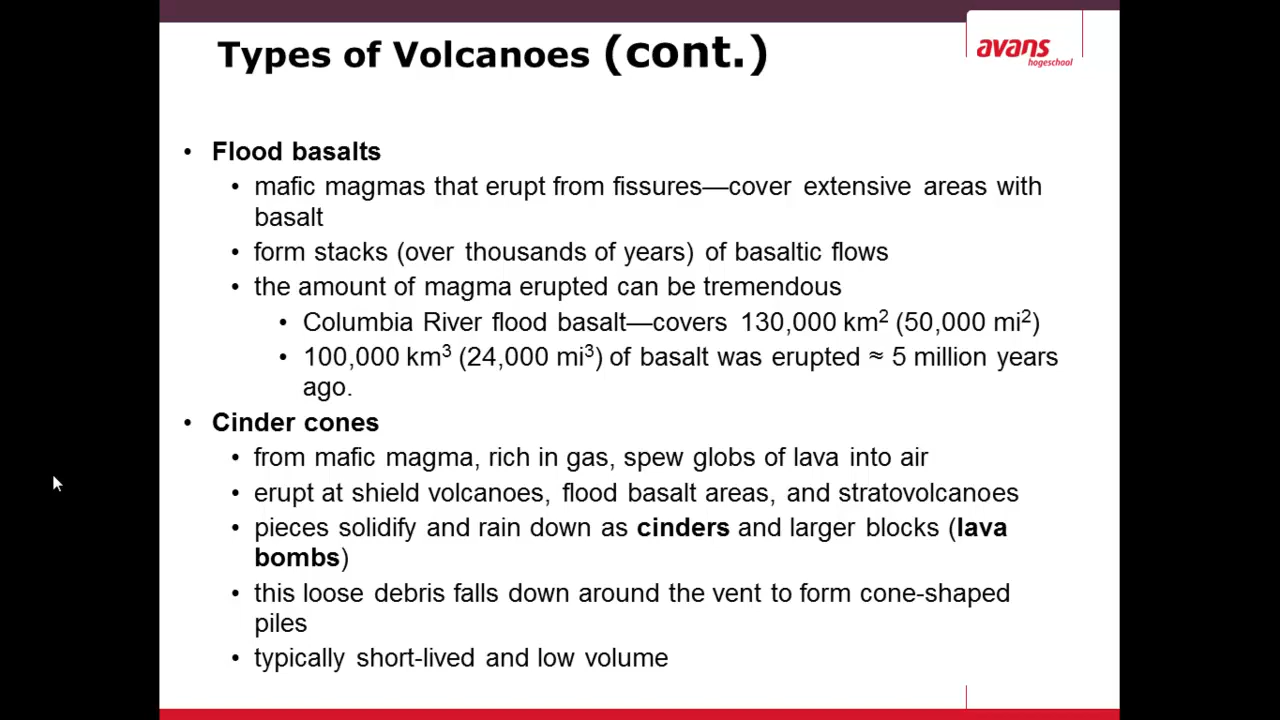 Types of Volcanoes (cont.)
avans
hogeschool
• Flood basalts
• mafic magmas that erupt from fissures—cover extensive areas with
basalt
• form stacks (over thousands of years) of basaltic flows
• the amount of magma erupted can be tremendous
• Columbia River flood basalt—covers 130,000 km² (50,000 mi²)
• 100,000 km³ (24,000 mi³) of basalt was erupted ≈ 5 million years
ago.
• Cinder cones
• from mafic magma, rich in gas, spew globs of lava into air
• erupt at shield volcanoes, flood basalt areas, and stratovolcanoes
• pieces solidify and rain down as cinders and larger blocks (lava
bombs)
• this loose debris falls down around the vent to form cone-shaped
piles
• typically short-lived and low volume